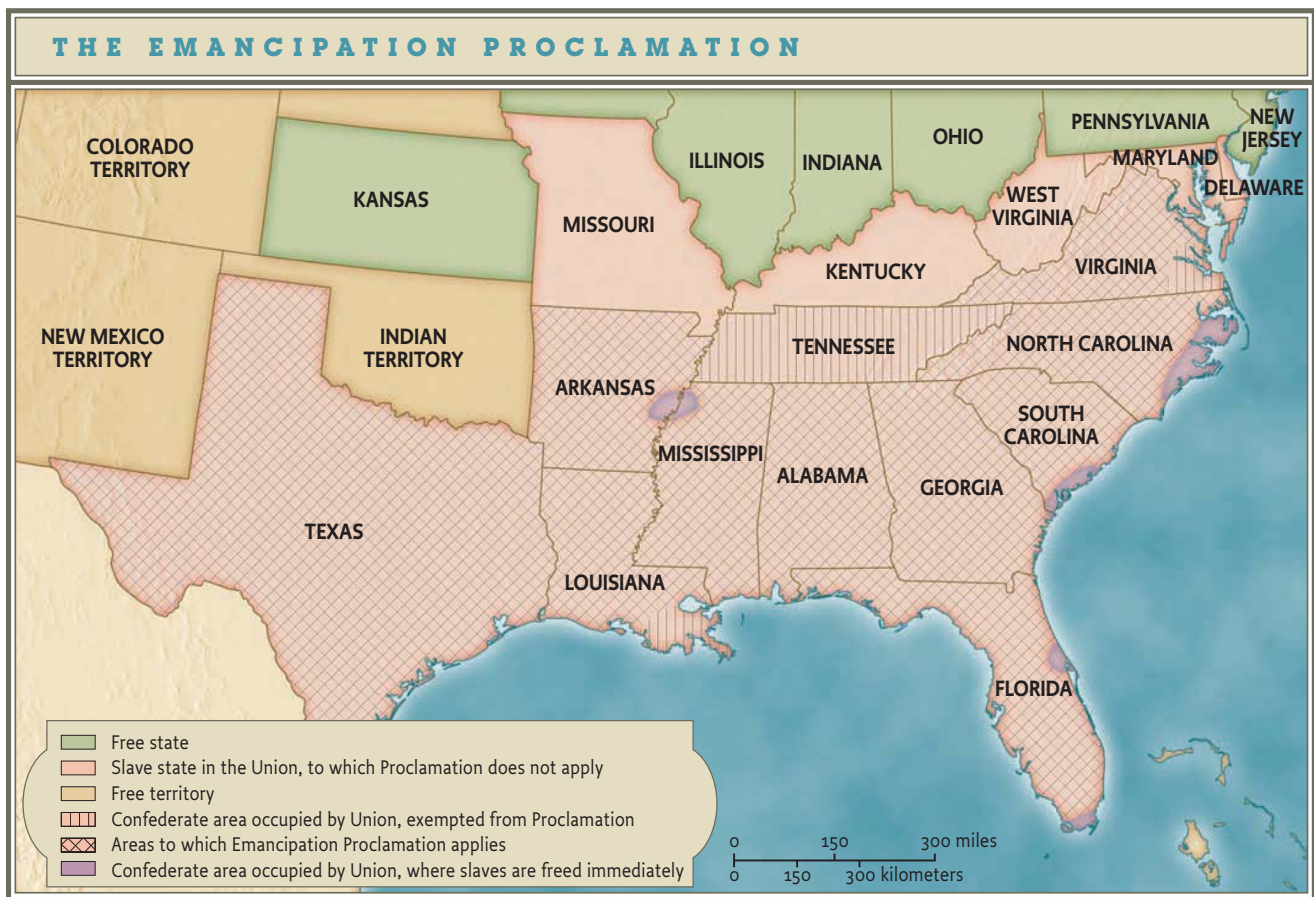 THE EMANCIPATION PROCLAMATION
COLORADO
TERRITORY
KANSAS
MISSOURI
ILLINOIS
INDIANA
OHIO
PENNSYLVANIA
NEW
JERSEY
MARYLAND
DELAWARE
WEST
VIRGINIA
VIRGINIA
KENTUCKY
NEW MEXICO
TERRITORY
INDIAN
TERRITORY
TENNESSEE
NORTH CAROLINA
ARKANSAS
SOUTH
CAROLINA
MISSISSIPPI
ALABAMA
GEORGIA
TEXAS
LOUISIANA
FLORIDA
Free state
Slave state in the Union, to which Proclamation does not apply
Free territory
Confederate area occupied by Union, exempted from Proclamation
Areas to which Emancipation Proclamation applies
Confederate area occupied by Union, where slaves are freed immediately
0 150 300 miles
0 150 300 kilometers